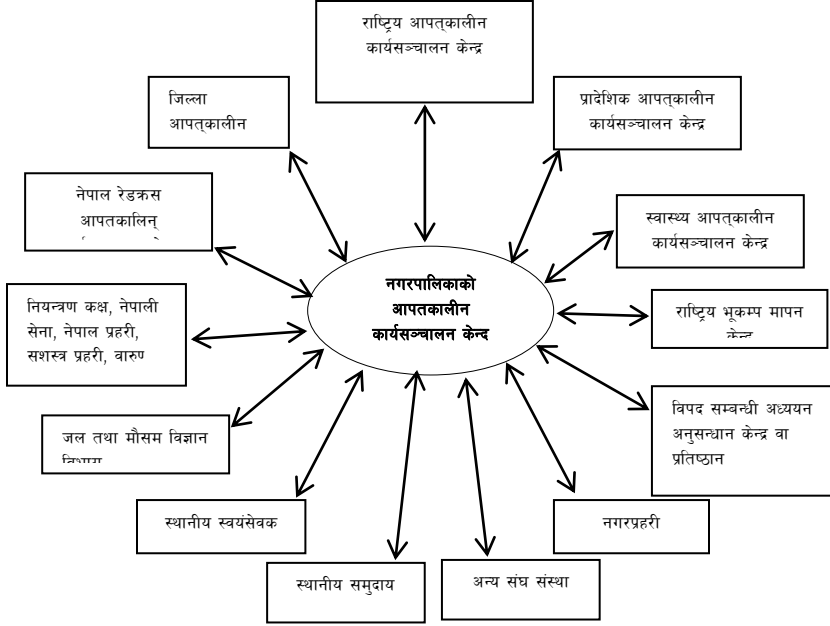 राष्ट्रिय आपत्कालीन
कार्यसञ्चालन केन्द्र
जिल्ला
आपत्कालीन
प्रादेशिक आपत्कालीन
कार्यसञ्चालन केन्द्र
नेपाल रेडक्रस
आपतकालिन्
स्वास्थ्य आपत्कालीन
कार्यसञ्चालन केन्द्र
नगरपालिकाको
आपतकालीन
कार्यसञ्चालन केन्द
नियन्त्रण कक्ष, नेपाली
सेना, नेपाल प्रहरी,
सशस्त्र प्रहरी, वारुण
राष्ट्रिय भूकम्प मापन
विपद सम्बन्धी अध्ययन
अनुसन्धान केन्द्र वा
प्रतिष्ठान
जल तथा मौसम विज्ञान
स्थानीय स्वयंसेवक
नगरप्रहरी
स्थानीय समुदाय
अन्य संघ संस्था